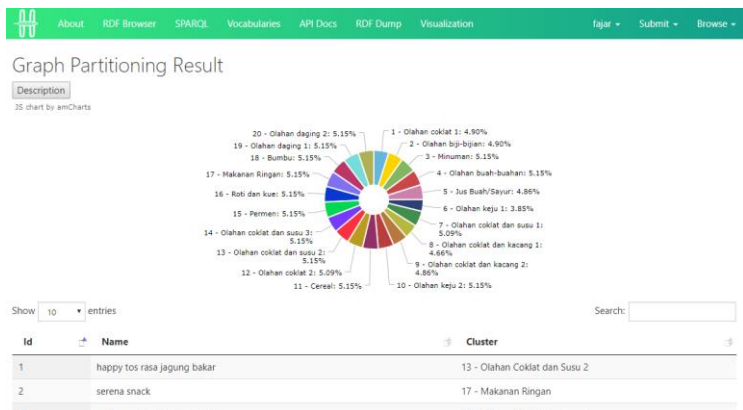 About RDF Browser SPARQL Vocabularies API Docs RDF Dump Visualization fajar Submit Browse
Graph Partitioning Result
Description
JS chart by amCharts
20 - Olahan daging 2: 5.15%
19 - Olahan daging 1: 5.15%
18 - Bumbu: 5.15%
17 - Makanan Ringan: 5.15%
16 - Roti dan kue: 5.15%
15 - Permen: 5.15%
14 - Olahan coklat dan susu 3:
5.15%
13 - Olahan coklat dan susu 2:
5.15%
12 - Olahan coklat 2: 5.09%
11 - Cereal: 5.15%
1 - Olahan coklat 1: 4.90%
2 - Olahan biji-bijian: 4.90%
3 - Minuman: 5.15%
4 - Olahan buah-buahan: 5.15%
5 - Jus Buah/Sayur: 4.86%
6 - Olahan keju 1: 3.85%
7 - Olahan coklat dan susu 1:
5.09%
8 - Olahan coklat dan kacang 1:
4.66%
9 - Olahan coklat dan kacang 2:
4.86%
10 - Olahan keju 2: 5.15%
Show 10 entries Search:
Id Name Cluster
1 happy tos rasa jagung bakar 13 - Olahan Coklat dan Susu 2
2 serena snack 17 - Makanan Ringan